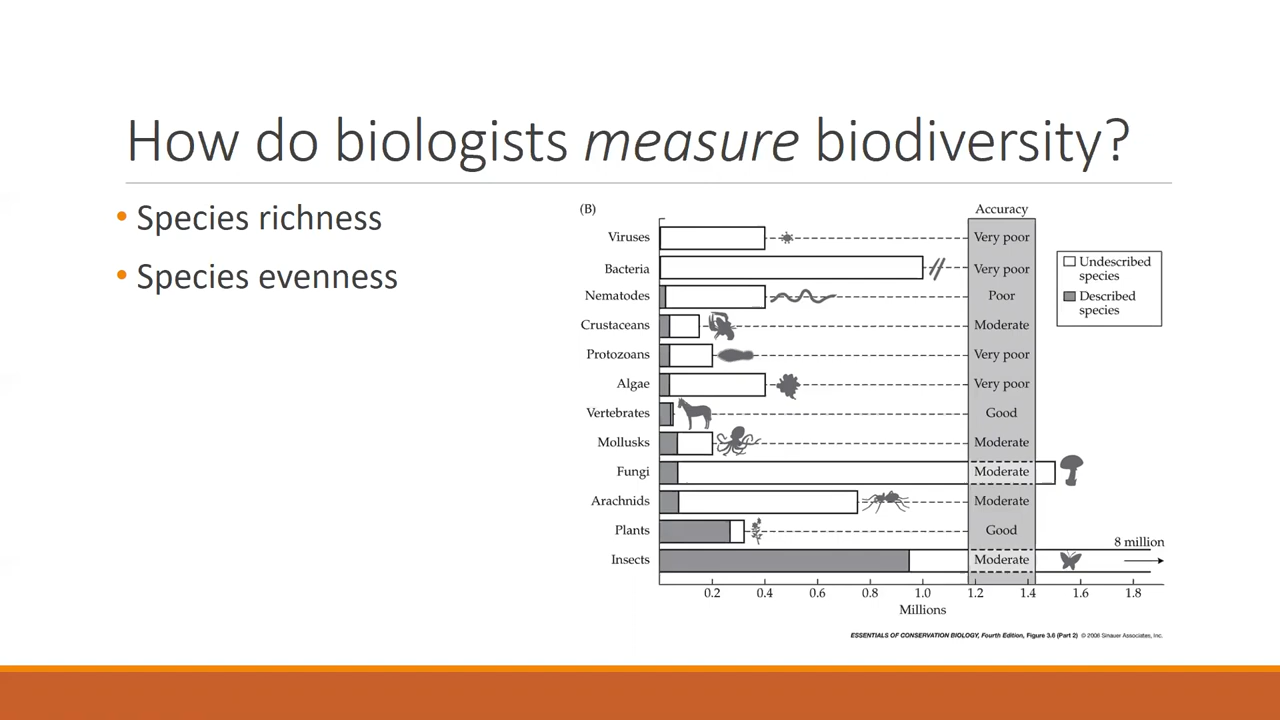 How do biologists measure biodiversity?
• Species richness
• Species evenness
(B)
Accuracy
Viruses Very poor
Bacteria Very poor
Nematodes Poor
Crustaceans Moderate
Protozoans Very poor
Algae Very poor
Vertebrates Good
Mollusks Moderate
Fungi Moderate
Arachnids Moderate
Plants Good
Insects Moderate
8 million
Undescribed
species
Described
species
0.2 0.4 0.6 0.8 1.0 1.2 1.4 1.6 1.8
Millions
ESSENTIALS OF CONSERVATION BIOLOGY, Fourth Edition, Figure 3.6 (Part 2) © 2006 Sinauer Associates, Inc.